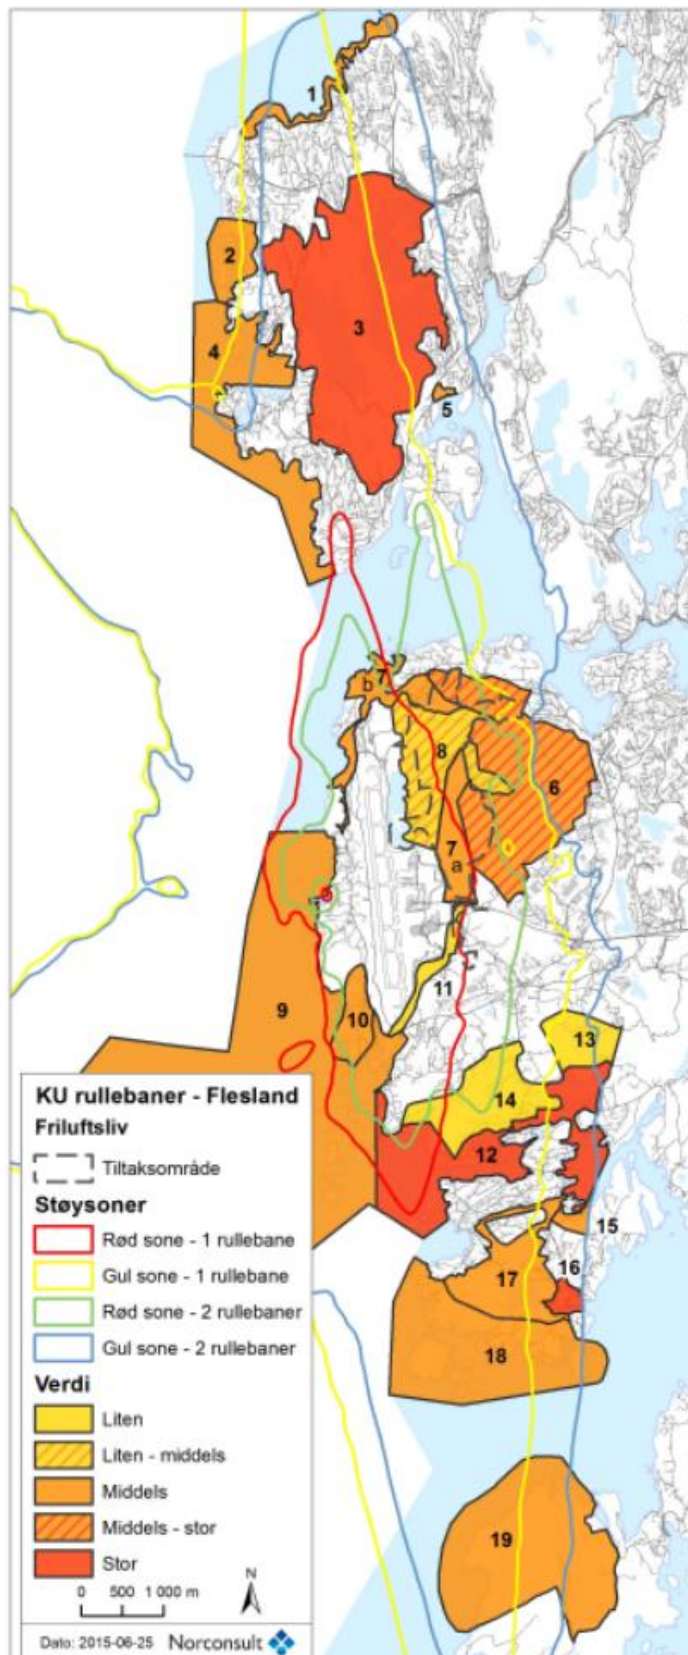 1
2
3
4
5
7
b
8
6
7
a
11
9
10
13
14
12
15
16
17
18
19
KU rullebaner - Flesland
Friluftsliv
Tiltaksområde
Støysoner
Rød sone - 1 rullebane
Gul sone - 1 rullebane
Rød sone - 2 rullebaner
Gul sone - 2 rullebaner
Verdi
Liten
Liten - middels
Middels
Middels - stor
Stor
N
0 500 1 000 m
Dato: 2015-06-25 Norconsult